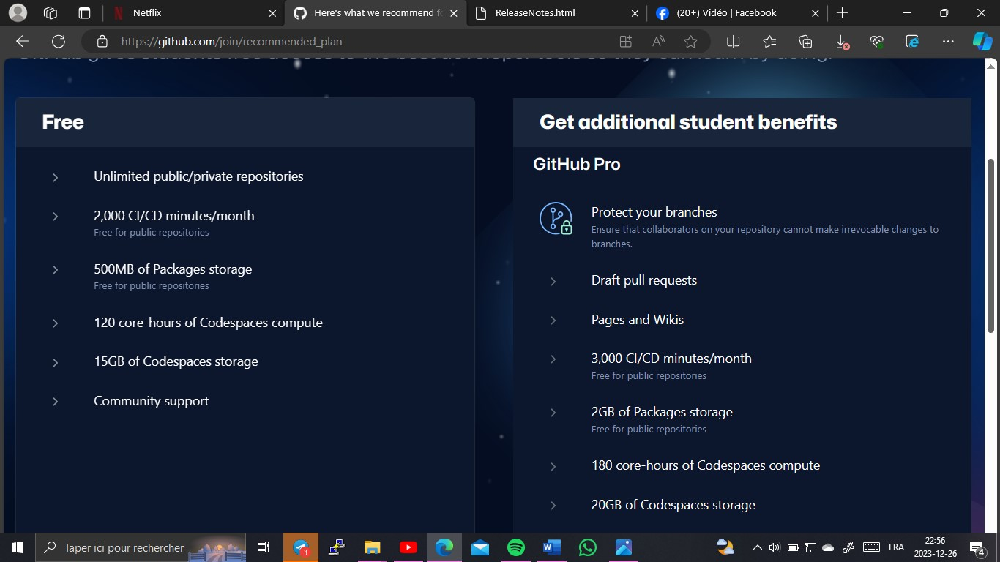 Netflix
Here's what we recommend fo
ReleaseNotes.html
(20+) Vidéo | Facebook
https://github.com/join/recommended_plan
Free
Unlimited public/private repositories
2,000 CI/CD minutes/month
Free for public repositories
500MB of Packages storage
Free for public repositories
120 core-hours of Codespaces compute
15GB of Codespaces storage
Community support
Get additional student benefits
GitHub Pro
Protect your branches
Ensure that collaborators on your repository cannot make irrevocable changes to
branches.
Draft pull requests
Pages and Wikis
3,000 CI/CD minutes/month
Free for public repositories
2GB of Packages storage
Free for public repositories
180 core-hours of Codespaces compute
20GB of Codespaces storage
Taper ici pour rechercher
3
FRA
22:56
2023-12-26
4